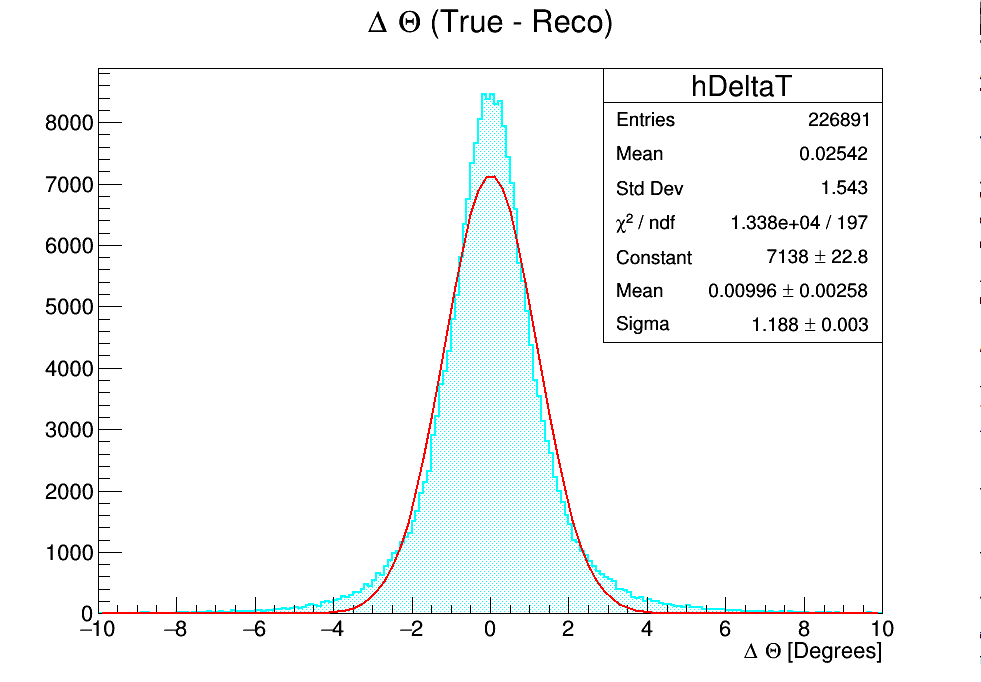 Δ Θ (True - Reco)
hDeltaT
Entries 226891
Mean 0.02542
Std Dev 1.543
χ² / ndf 1.338e+04 / 197
Constant 7138 ± 22.8
Mean 0.00996 ± 0.00258
Sigma 1.188 ± 0.003
8000
7000
6000
5000
4000
3000
2000
1000
0
−10 −8 −6 −4 −2 0 2 4 6 8 10
Δ Θ [Degrees]